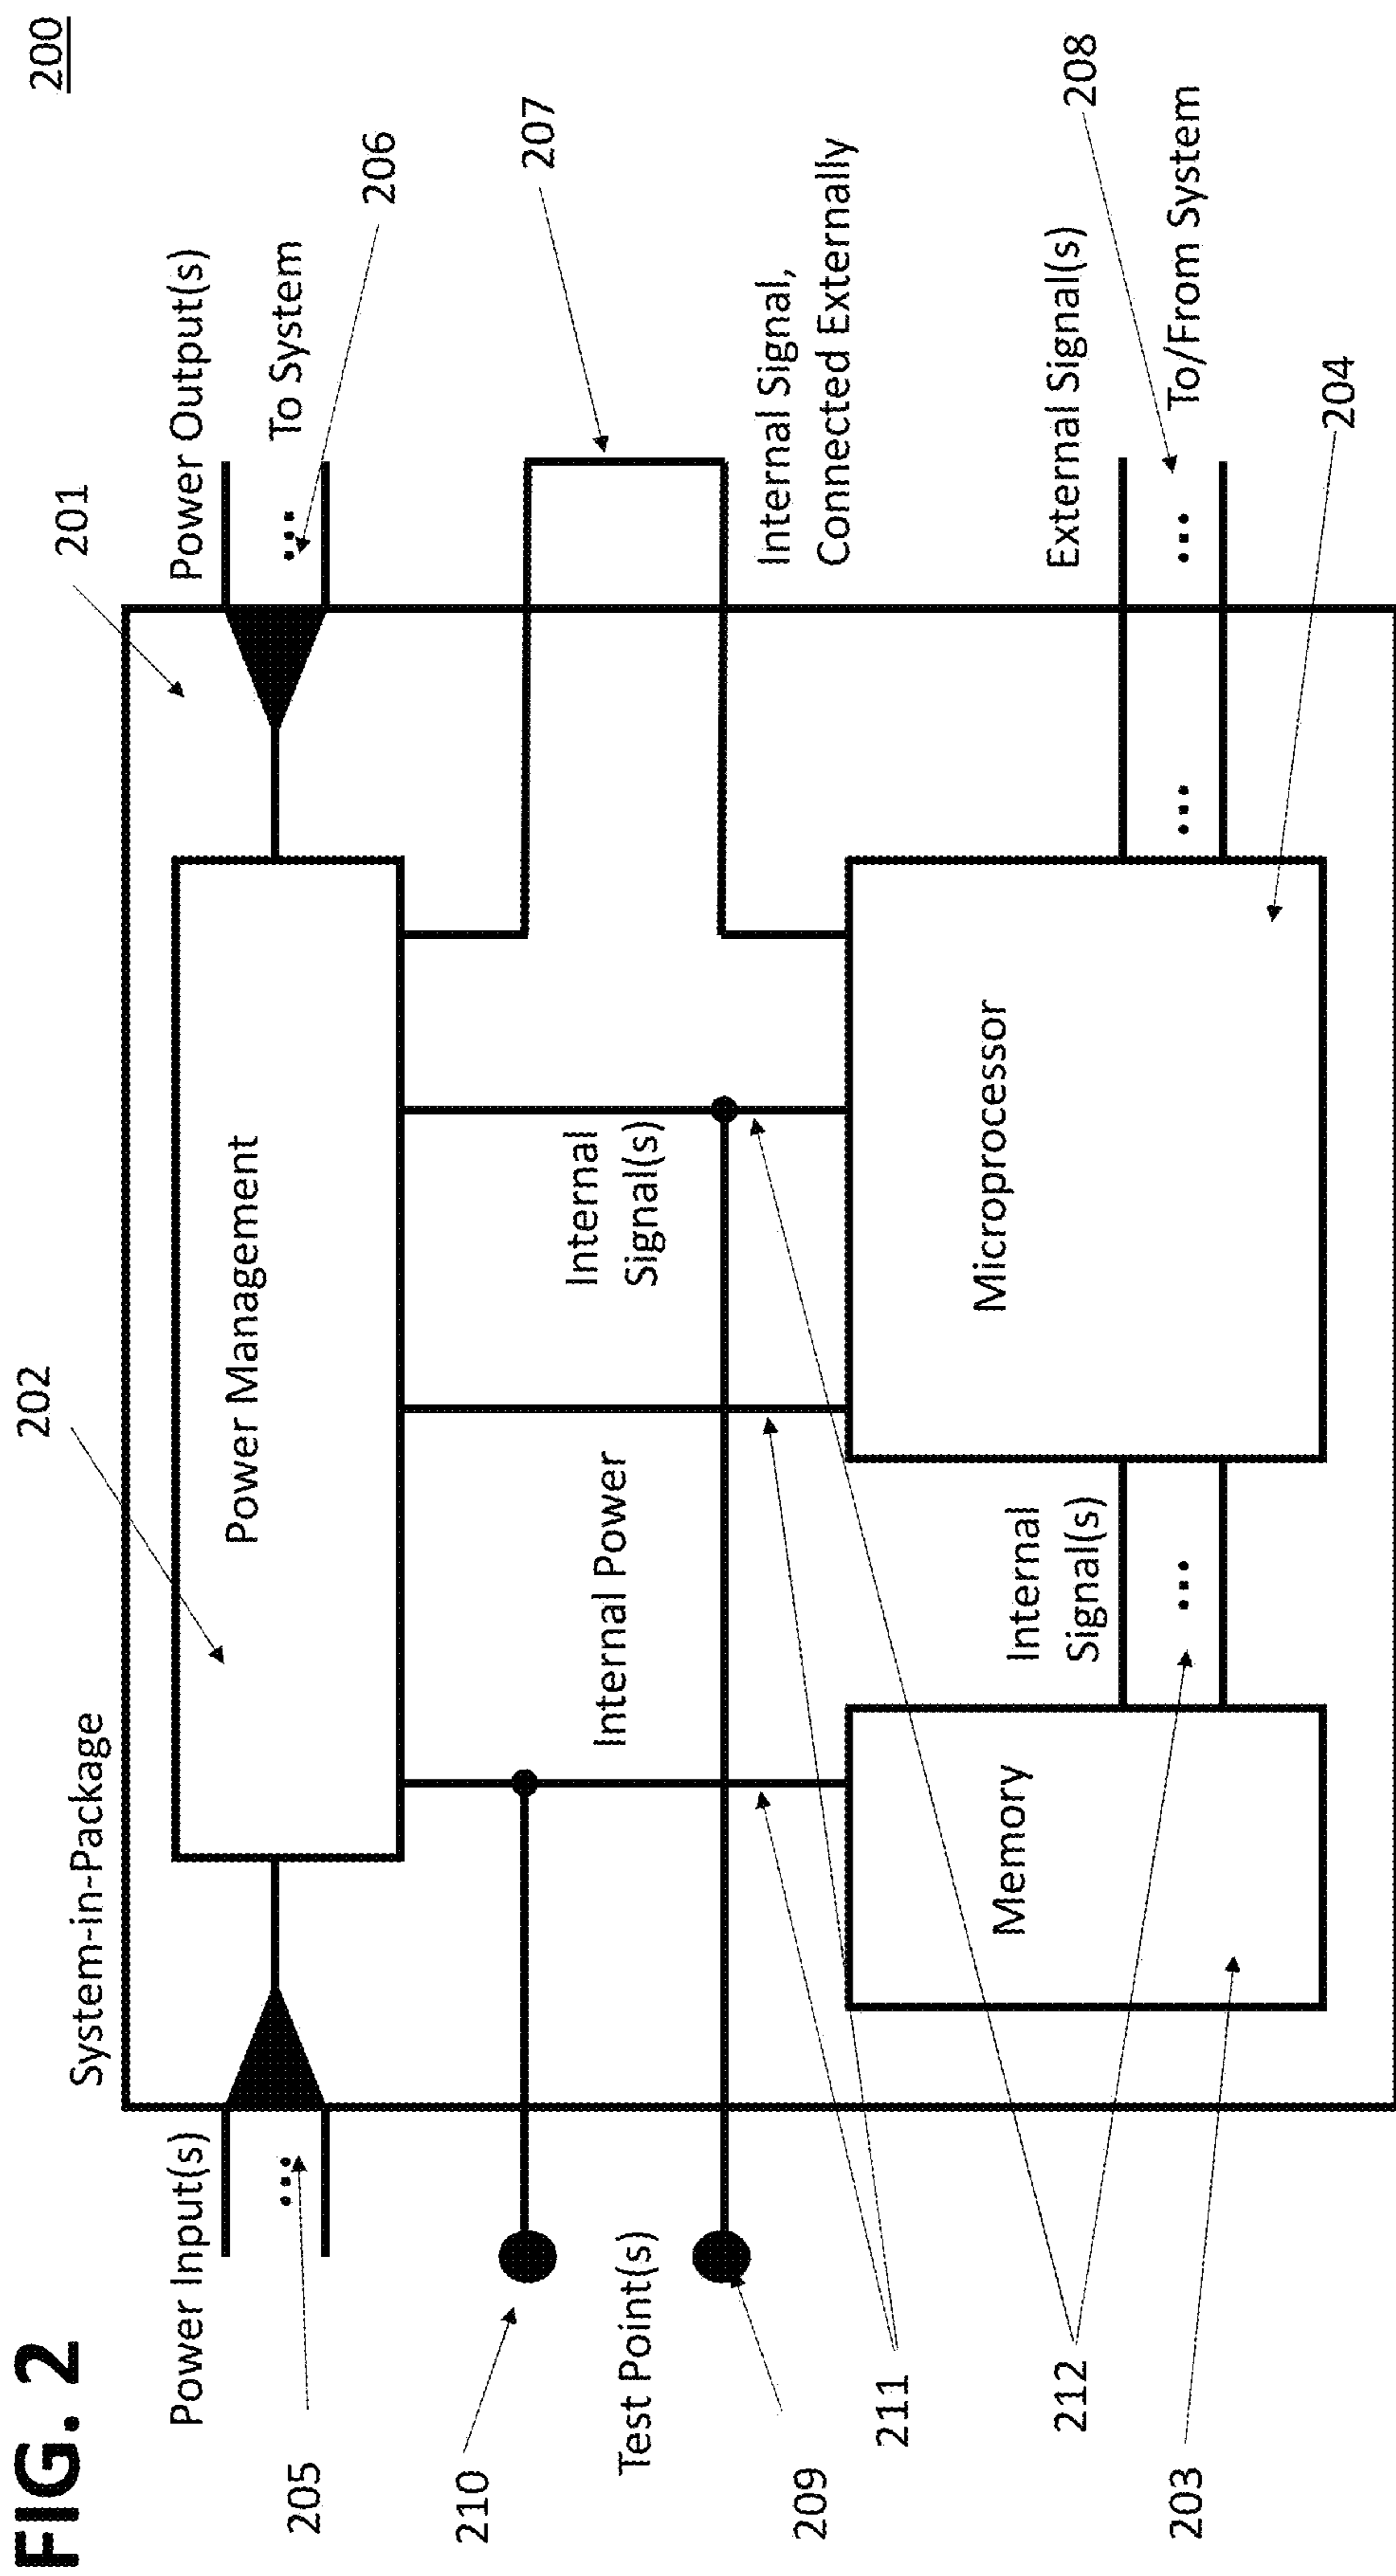 FIG. 2
200
System-in-Package
202
201
Power Input(s)
...
205
Power Management
Power Output(s)
To System
...
206
210
207
Test Point(s)
209
Internal Power
Internal
Signal(s)
Internal Signal,
Connected Externally
211
212
Memory
203
Internal
Signal(s)
...
Microprocessor
204
...
External Signal(s)
...
To/From System
208